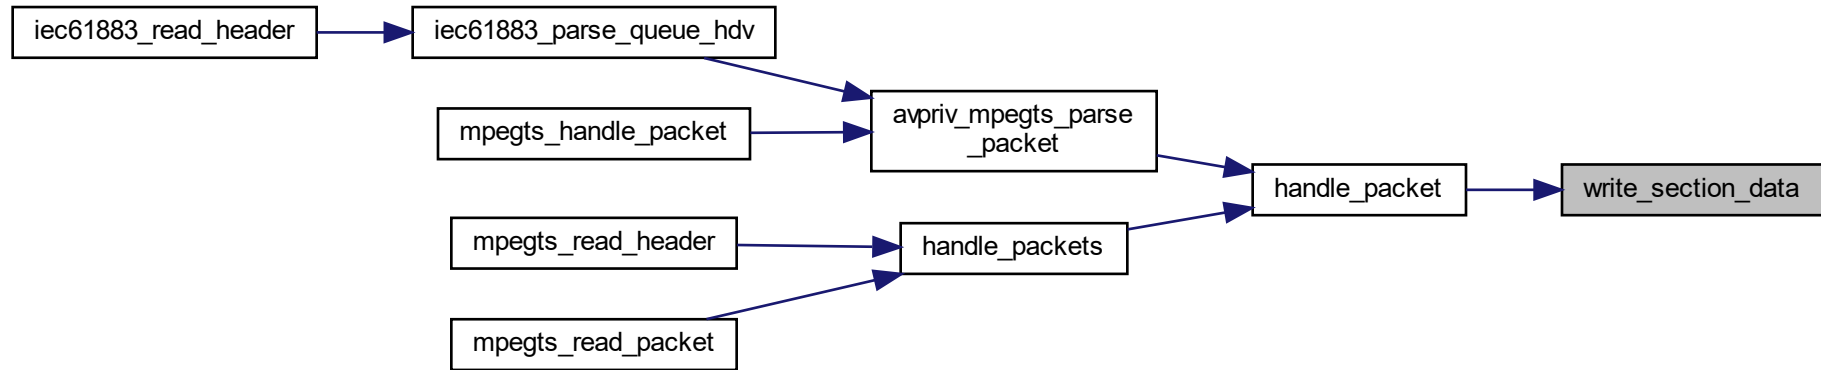 iec61883_read_header
iec61883_parse_queue_hdv
avpriv_mpegts_parse
_packet
mpegts_handle_packet
handle_packet
write_section_data
mpegts_read_header
handle_packets
mpegts_read_packet